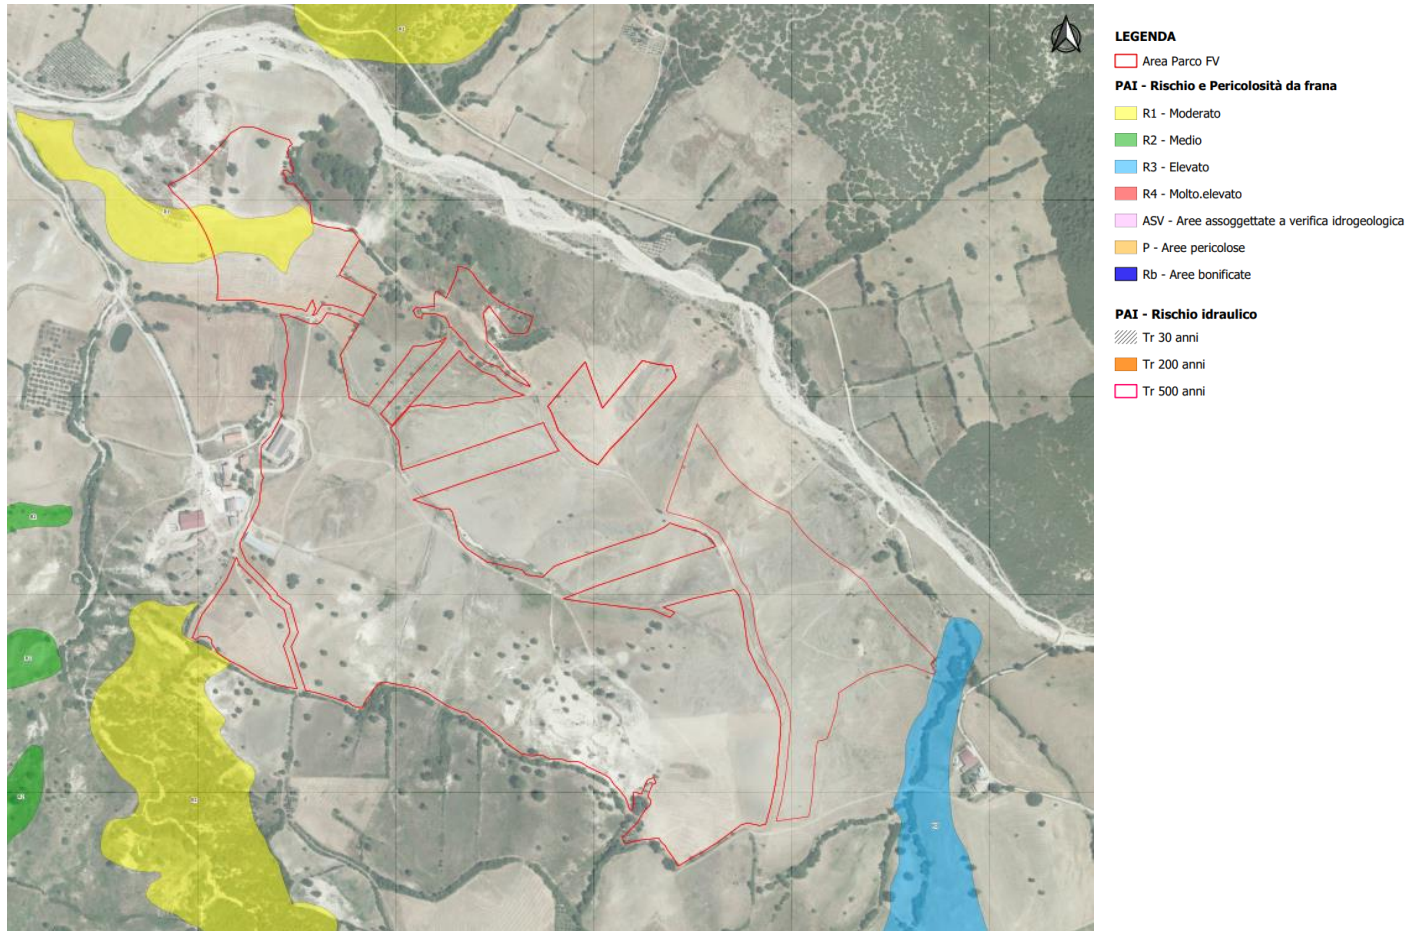 LEGENDA
Area Parco FV
PAI - Rischio e Pericolosità da frana
R1 - Moderato
R2 - Medio
R3 - Elevato
R4 - Molto.elevato
ASV - Aree assoggettate a verifica idrogeologica
P - Aree pericolose
Rb - Aree bonificate
PAI - Rischio idraulico
Tr 30 anni
Tr 200 anni
Tr 500 anni